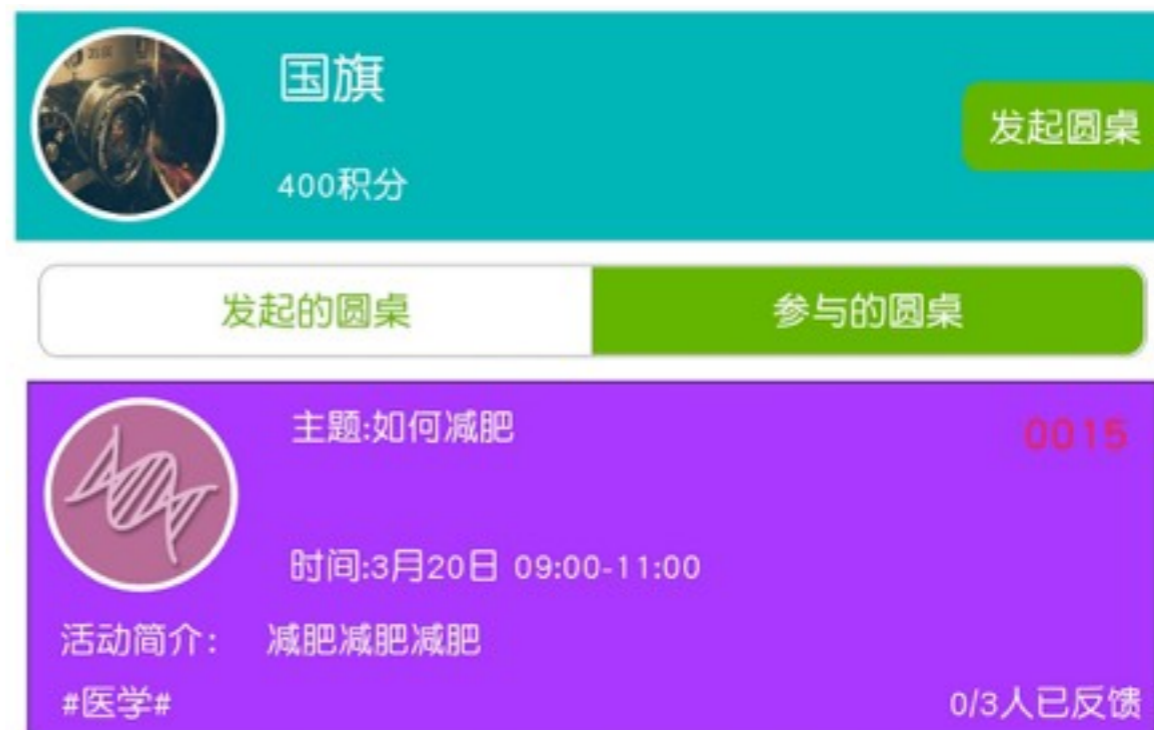 国旗
发起圆桌
400积分
发起的圆桌 参与的圆桌
主题:如何减肥 0015
时间:3月20日 09:00-11:00
活动简介: 减肥减肥减肥
#医学# 0/3人已反馈